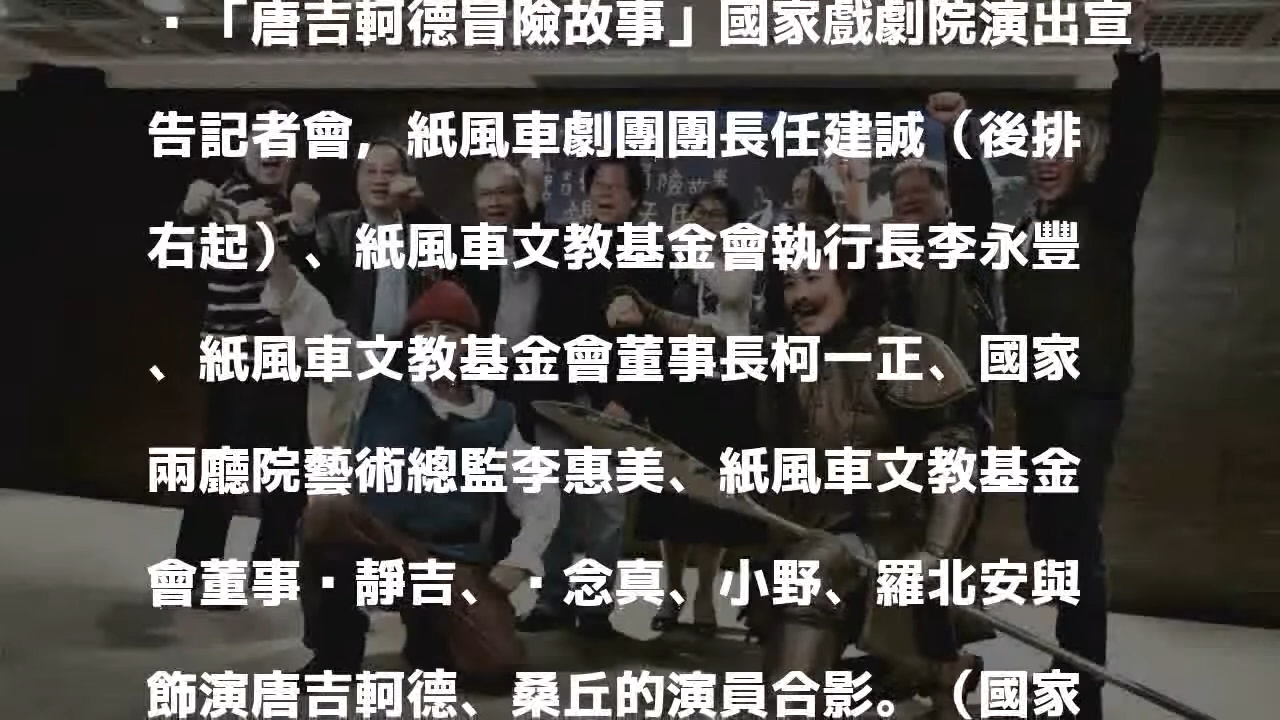 ·「唐吉軻德冒險故事」國家戲劇院演出宣
告記者會，紙風車劇團團長任建誠（後排
右起）、紙風車文教基金會執行長李永豐
、紙風車文教基金會董事長柯一正、國家
兩廳院藝術總監李惠美、紙風車文教基金
會董事·靜吉、·念真、小野、羅北安與
飾演唐吉軻德、桑丘的演員合影。（國家
險故事